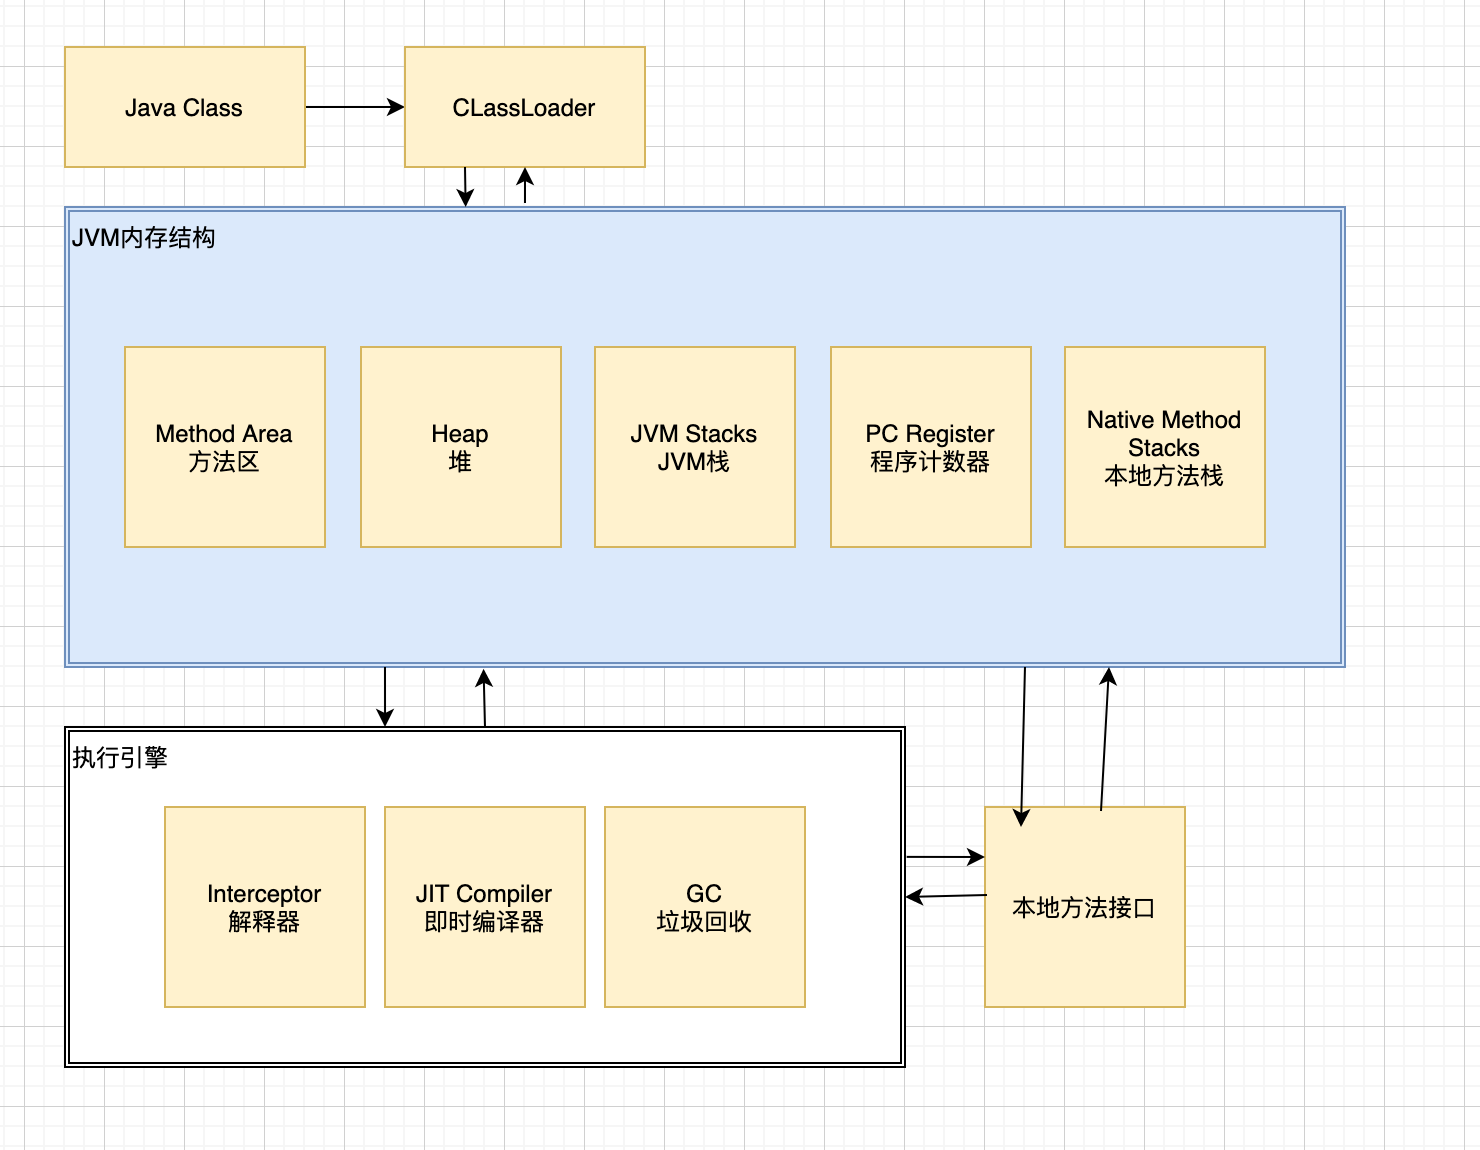 Java Class
CLassLoader
JVM内存结构
Method Area
方法区
Heap
堆
JVM Stacks
JVM栈
PC Register
程序计数器
Native Method
Stacks
本地方法栈
执行引擎
Interceptor
解释器
JIT Compiler
即时编译器
GC
垃圾回收
本地方法接口